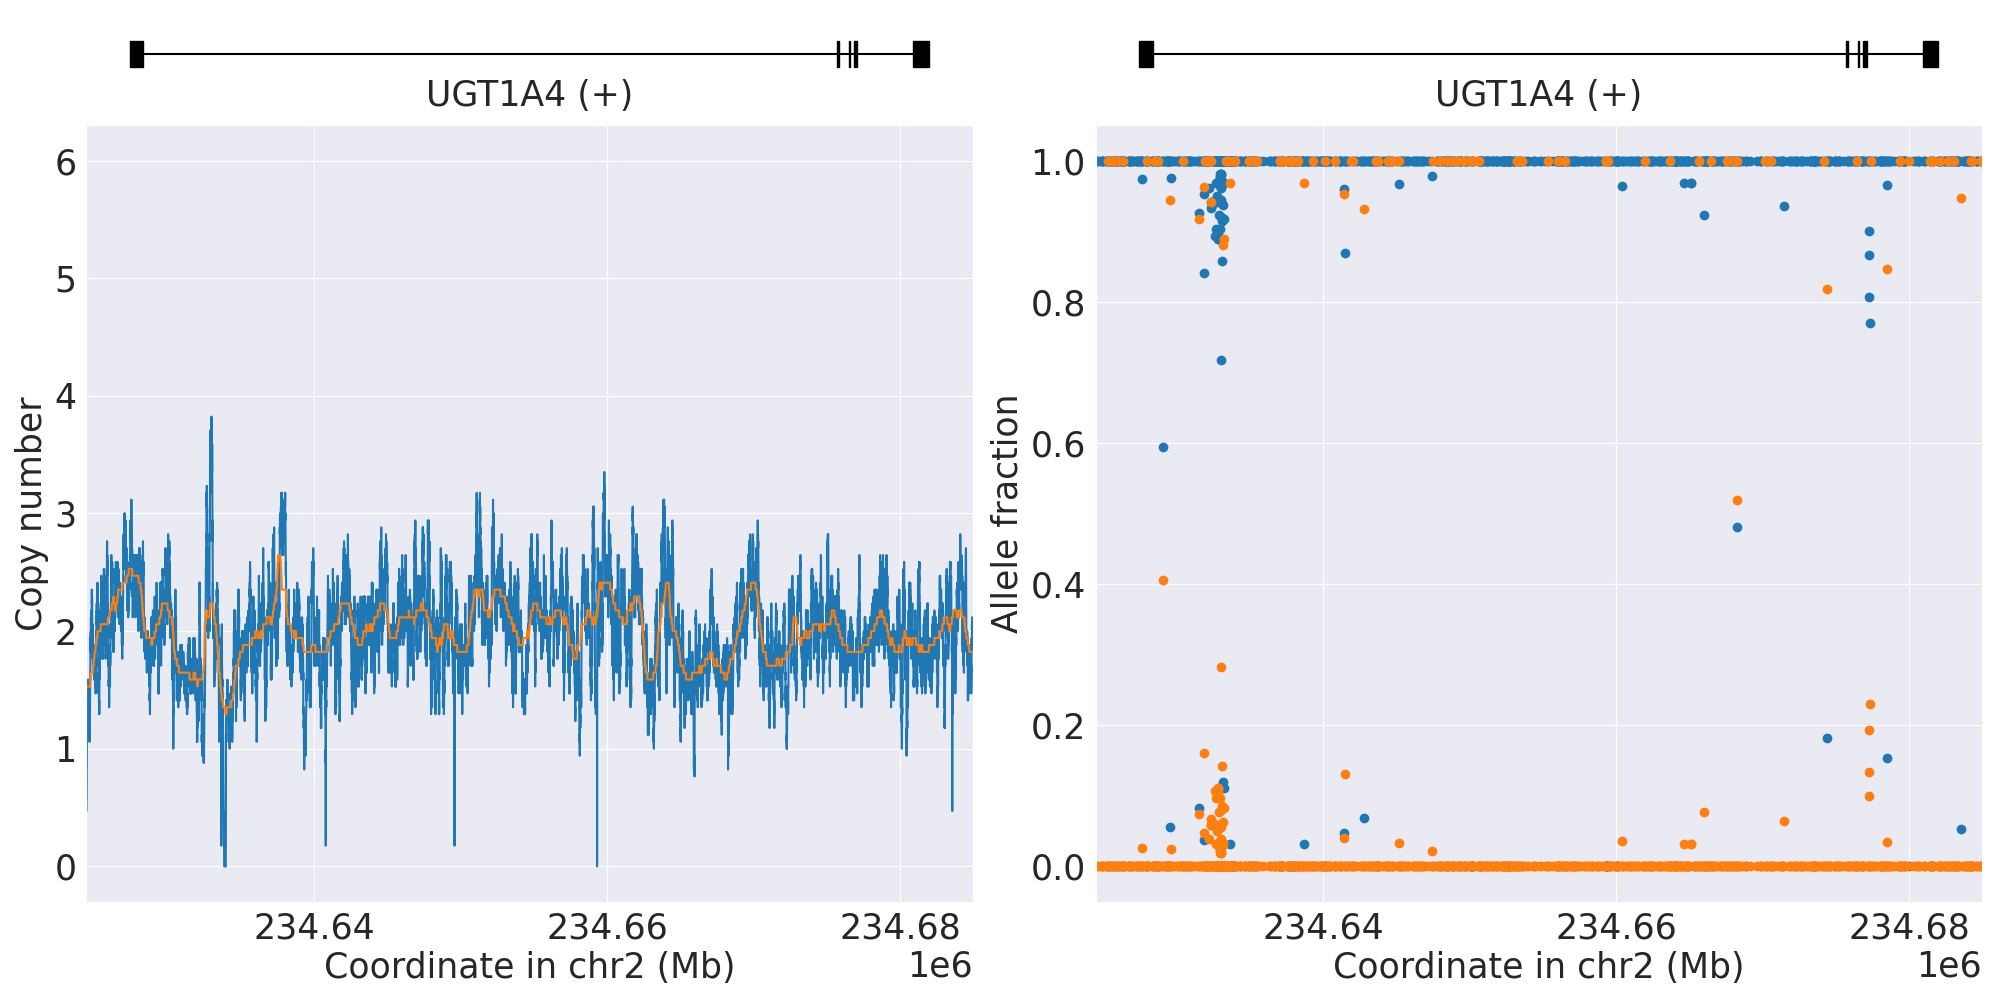 UGT1A4 (+)
6
5
4
3
2
1
0
Copy number
234.64
234.66
234.68
Coordinate in chr2 (Mb)
1e6
UGT1A4 (+)
1.0
0.8
0.6
0.4
0.2
0.0
Allele fraction
234.64
234.66
234.68
Coordinate in chr2 (Mb)
1e6